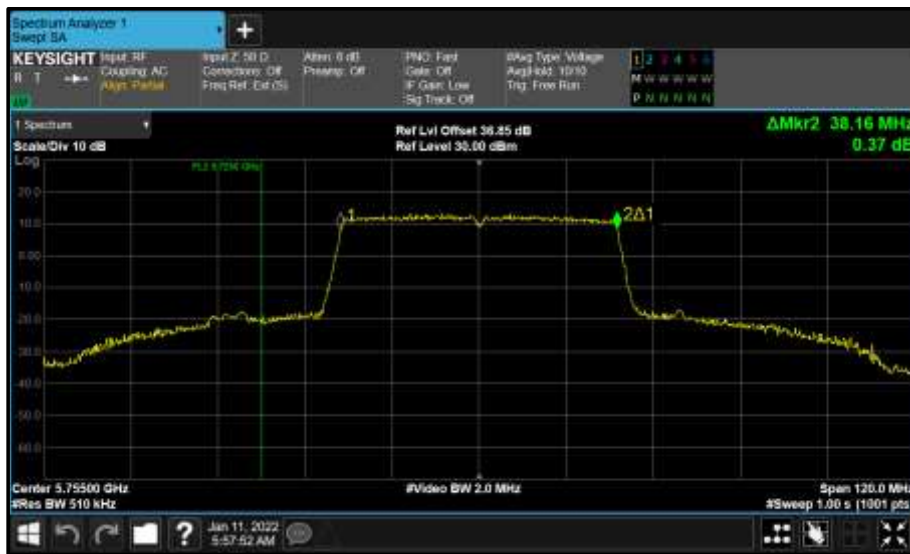 Spectrum Analyzer 1
Swept SA
+
KEYSIGHT
R T
Input: RF
Coupling: AC
Align: Partial
Input Z: 50 Ω
Corrections: Off
Freq Ref: Ext (S)
Atten: 6 dB
Preamp: Off
PNO: Fast
Gate: Off
IF Gain: Low
Sig Track: Off
#Avg Type: Voltage
Avg|Hold: 10/10
Trig: Free Run
1 2 3 4 5 6
M W W W W W
P N N N N N
1 Spectrum
Scale/Div 10 dB
Ref Lvl Offset 36.85 dB
Ref Level 30.00 dBm
ΔMkr2 38.16 MHz
0.37 dB
Log
20.0
10.0
0.00
-10.0
-20.0
-30.0
-40.0
-50.0
-60.0
1
2Δ1
Center 5.75500 GHz
#Res BW 510 kHz
#Video BW 2.0 MHz
Span 120.0 MHz
#Sweep 1.00 s (1001 pts)
?
Jan 11, 2022
5:57:52 AM